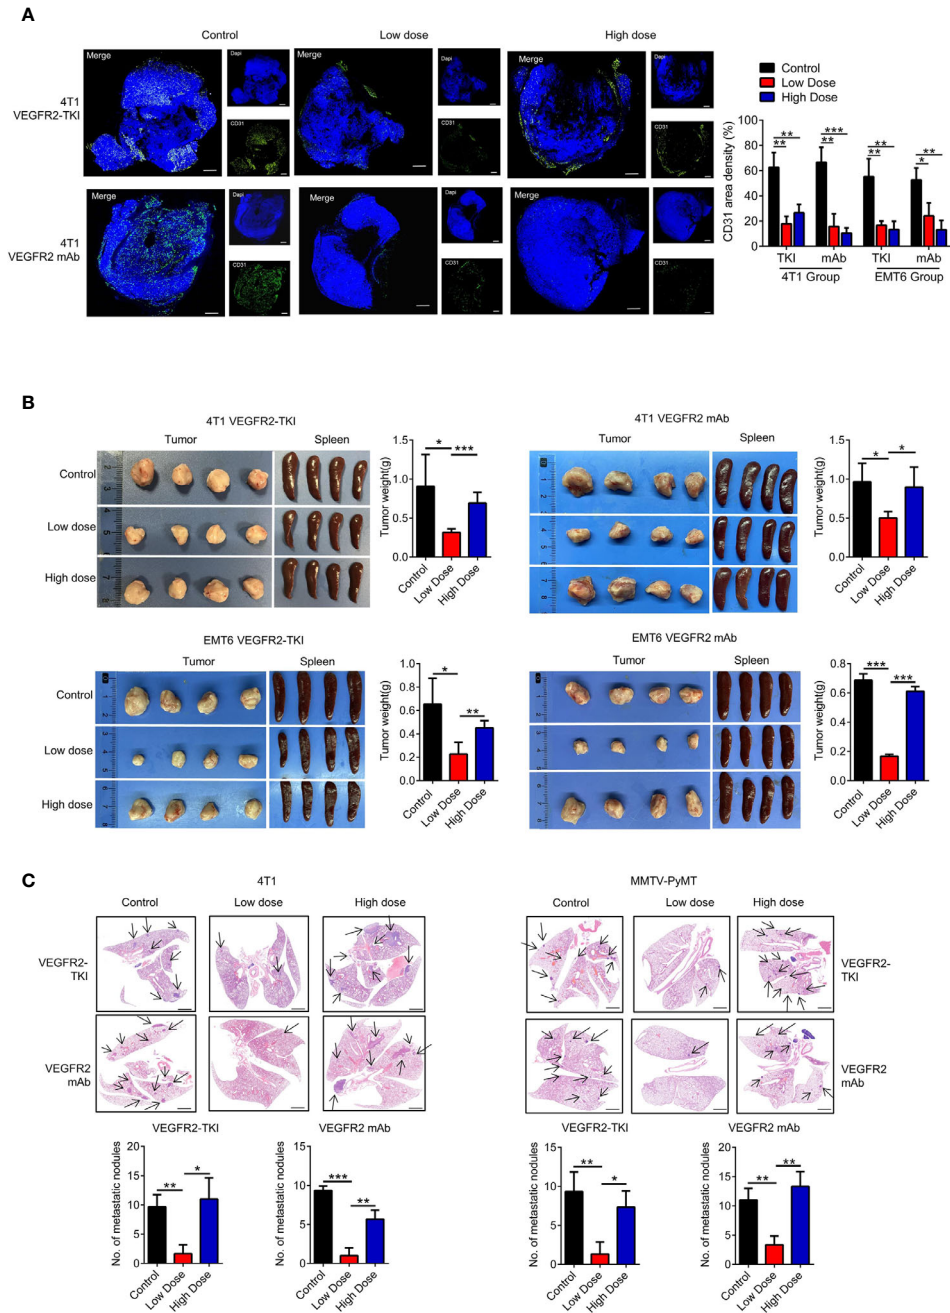 A
Control
Low dose
High dose
4T1
VEGFR2-TKI
Merge
Dapi
CD31
Merge
Dapi
CD31
Merge
Dapi
CD31
4T1
VEGFR2 mAb
Merge
Dapi
CD31
Merge
Dapi
CD31
Merge
Dapi
CD31
Control
Low Dose
High Dose
CD31 area density (%)
100
80
60
40
20
0
** *** ** **
** ** ** *
TKI mAb TKI mAb
4T1 Group EMT6 Group
B
4T1 VEGFR2-TKI
Tumor Spleen
Control
Low dose
High dose
Tumor weight(g)
1.5
1.0
0.5
0.0
* ***
Control
Low Dose
High Dose
4T1 VEGFR2 mAb
Tumor Spleen
Tumor weight(g)
1.5
1.0
0.5
0.0
* *
Control
Low Dose
High Dose
EMT6 VEGFR2-TKI
Tumor Spleen
Control
Low dose
High dose
Tumor weight(g)
1.0
0.8
0.6
0.4
0.2
0.0
* **
Control
Low Dose
High Dose
EMT6 VEGFR2 mAb
Tumor Spleen
Tumor weight(g)
0.8
0.6
0.4
0.2
0.0
*** ***
Control
Low Dose
High Dose
C
4T1
Control Low dose High dose
VEGFR2-
TKI
VEGFR2
mAb
MMTV-PyMT
Control Low dose High dose
VEGFR2-
TKI
VEGFR2
mAb
VEGFR2-TKI
No. of metastatic nodules
20
15
10
5
0
** *
Control
Low Dose
High Dose
VEGFR2 mAb
No. of metastatic nodules
15
10
5
0
*** **
Control
Low Dose
High Dose
VEGFR2-TKI
No. of metastatic nodules
15
10
5
0
** *
Control
Low Dose
High Dose
VEGFR2 mAb
No. of metastatic nodules
20
15
10
5
0
** **
Control
Low Dose
High Dose